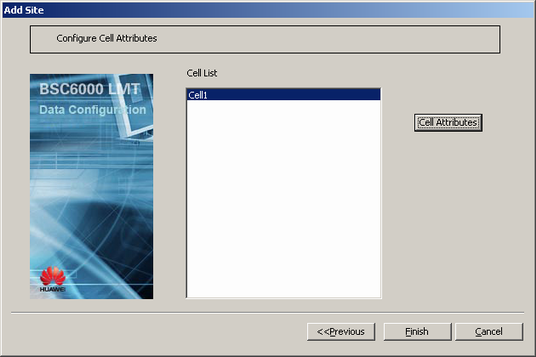 Add Site
Configure Cell Attributes
BSC6000 LMT
Data Configuration
HUAWEI
Cell List
Cell1
Cell Attributes
<<Previous
Finish
Cancel